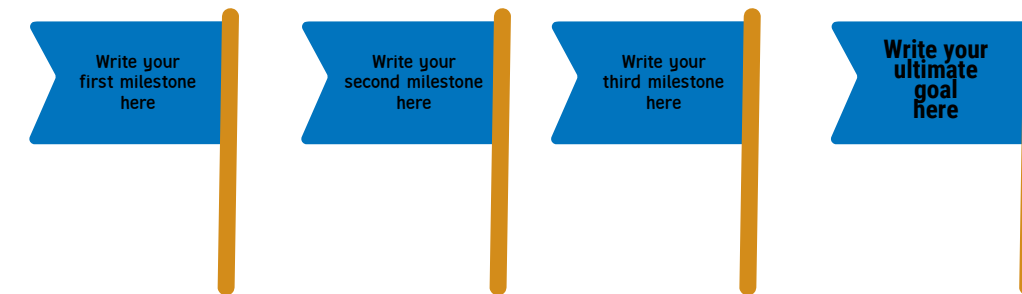 Write your
first milestone
here
Write your
second milestone
here
Write your
third milestone
here
Write your
ultimate
goal
here